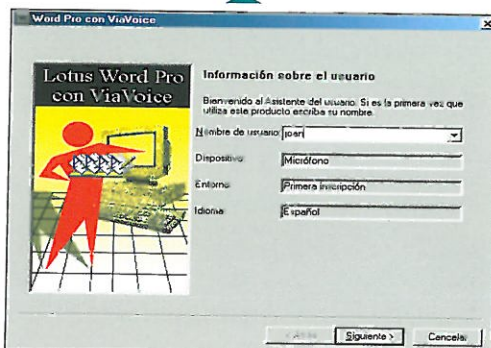 Word Pro con ViaVoice
Lotus Word Pro
con ViaVoice
Información sobre el usuario
Bienvenido al Asistente del usuario. Si es la primera vez que
utiliza este producto escriba su nombre.
Nombre de usuario: joan
Dispositivo: Micrófono
Entorno: Primera inscripción
Idioma: Español
< Atrás Siguiente > Cancelar